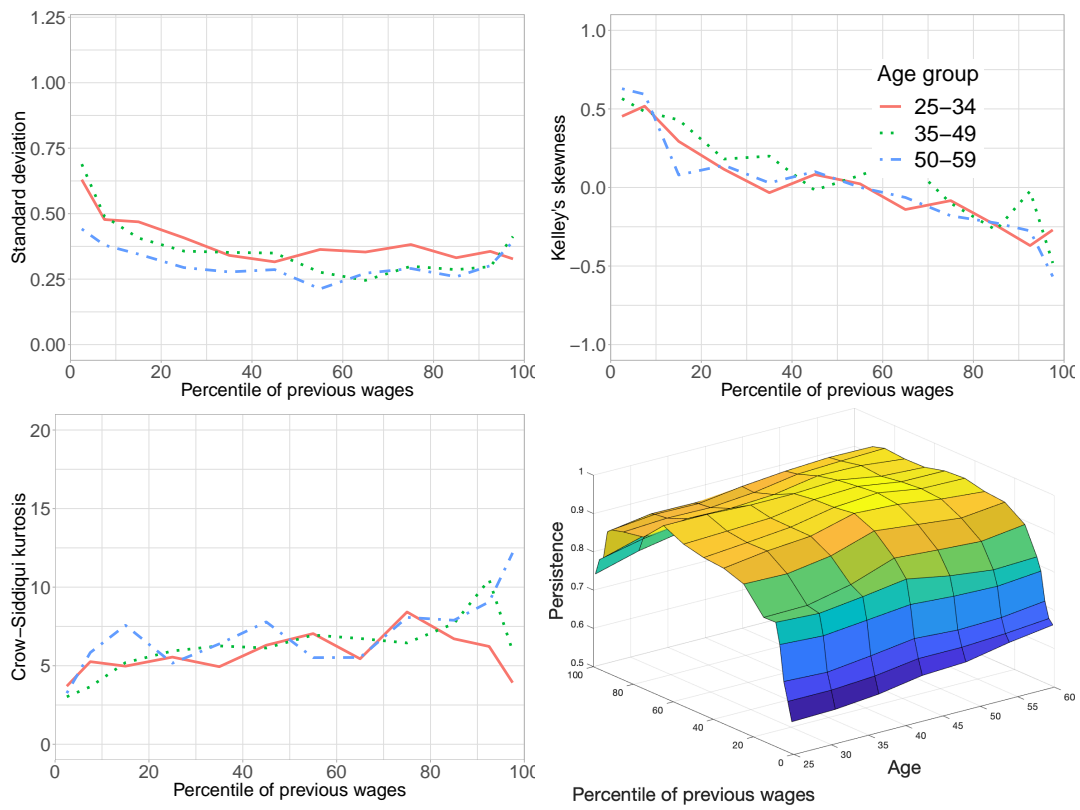 1.25
1.00
0.75
0.50
0.25
0.00
Standard deviation
0 20 40 60 80 100
Percentile of previous wages
1.0
0.5
0.0
−0.5
−1.0
Kelley's skewness
Age group
25−34
35−49
50−59
0 20 40 60 80 100
Percentile of previous wages
20
15
10
5
0
Crow−Siddiqui kurtosis
0 20 40 60 80 100
Percentile of previous wages
1
0.9
0.8
0.7
0.6
0.5
Persistence
100 80 60 40 20 0
25 30 35 40 45 50 55 60
Age
Percentile of previous wages